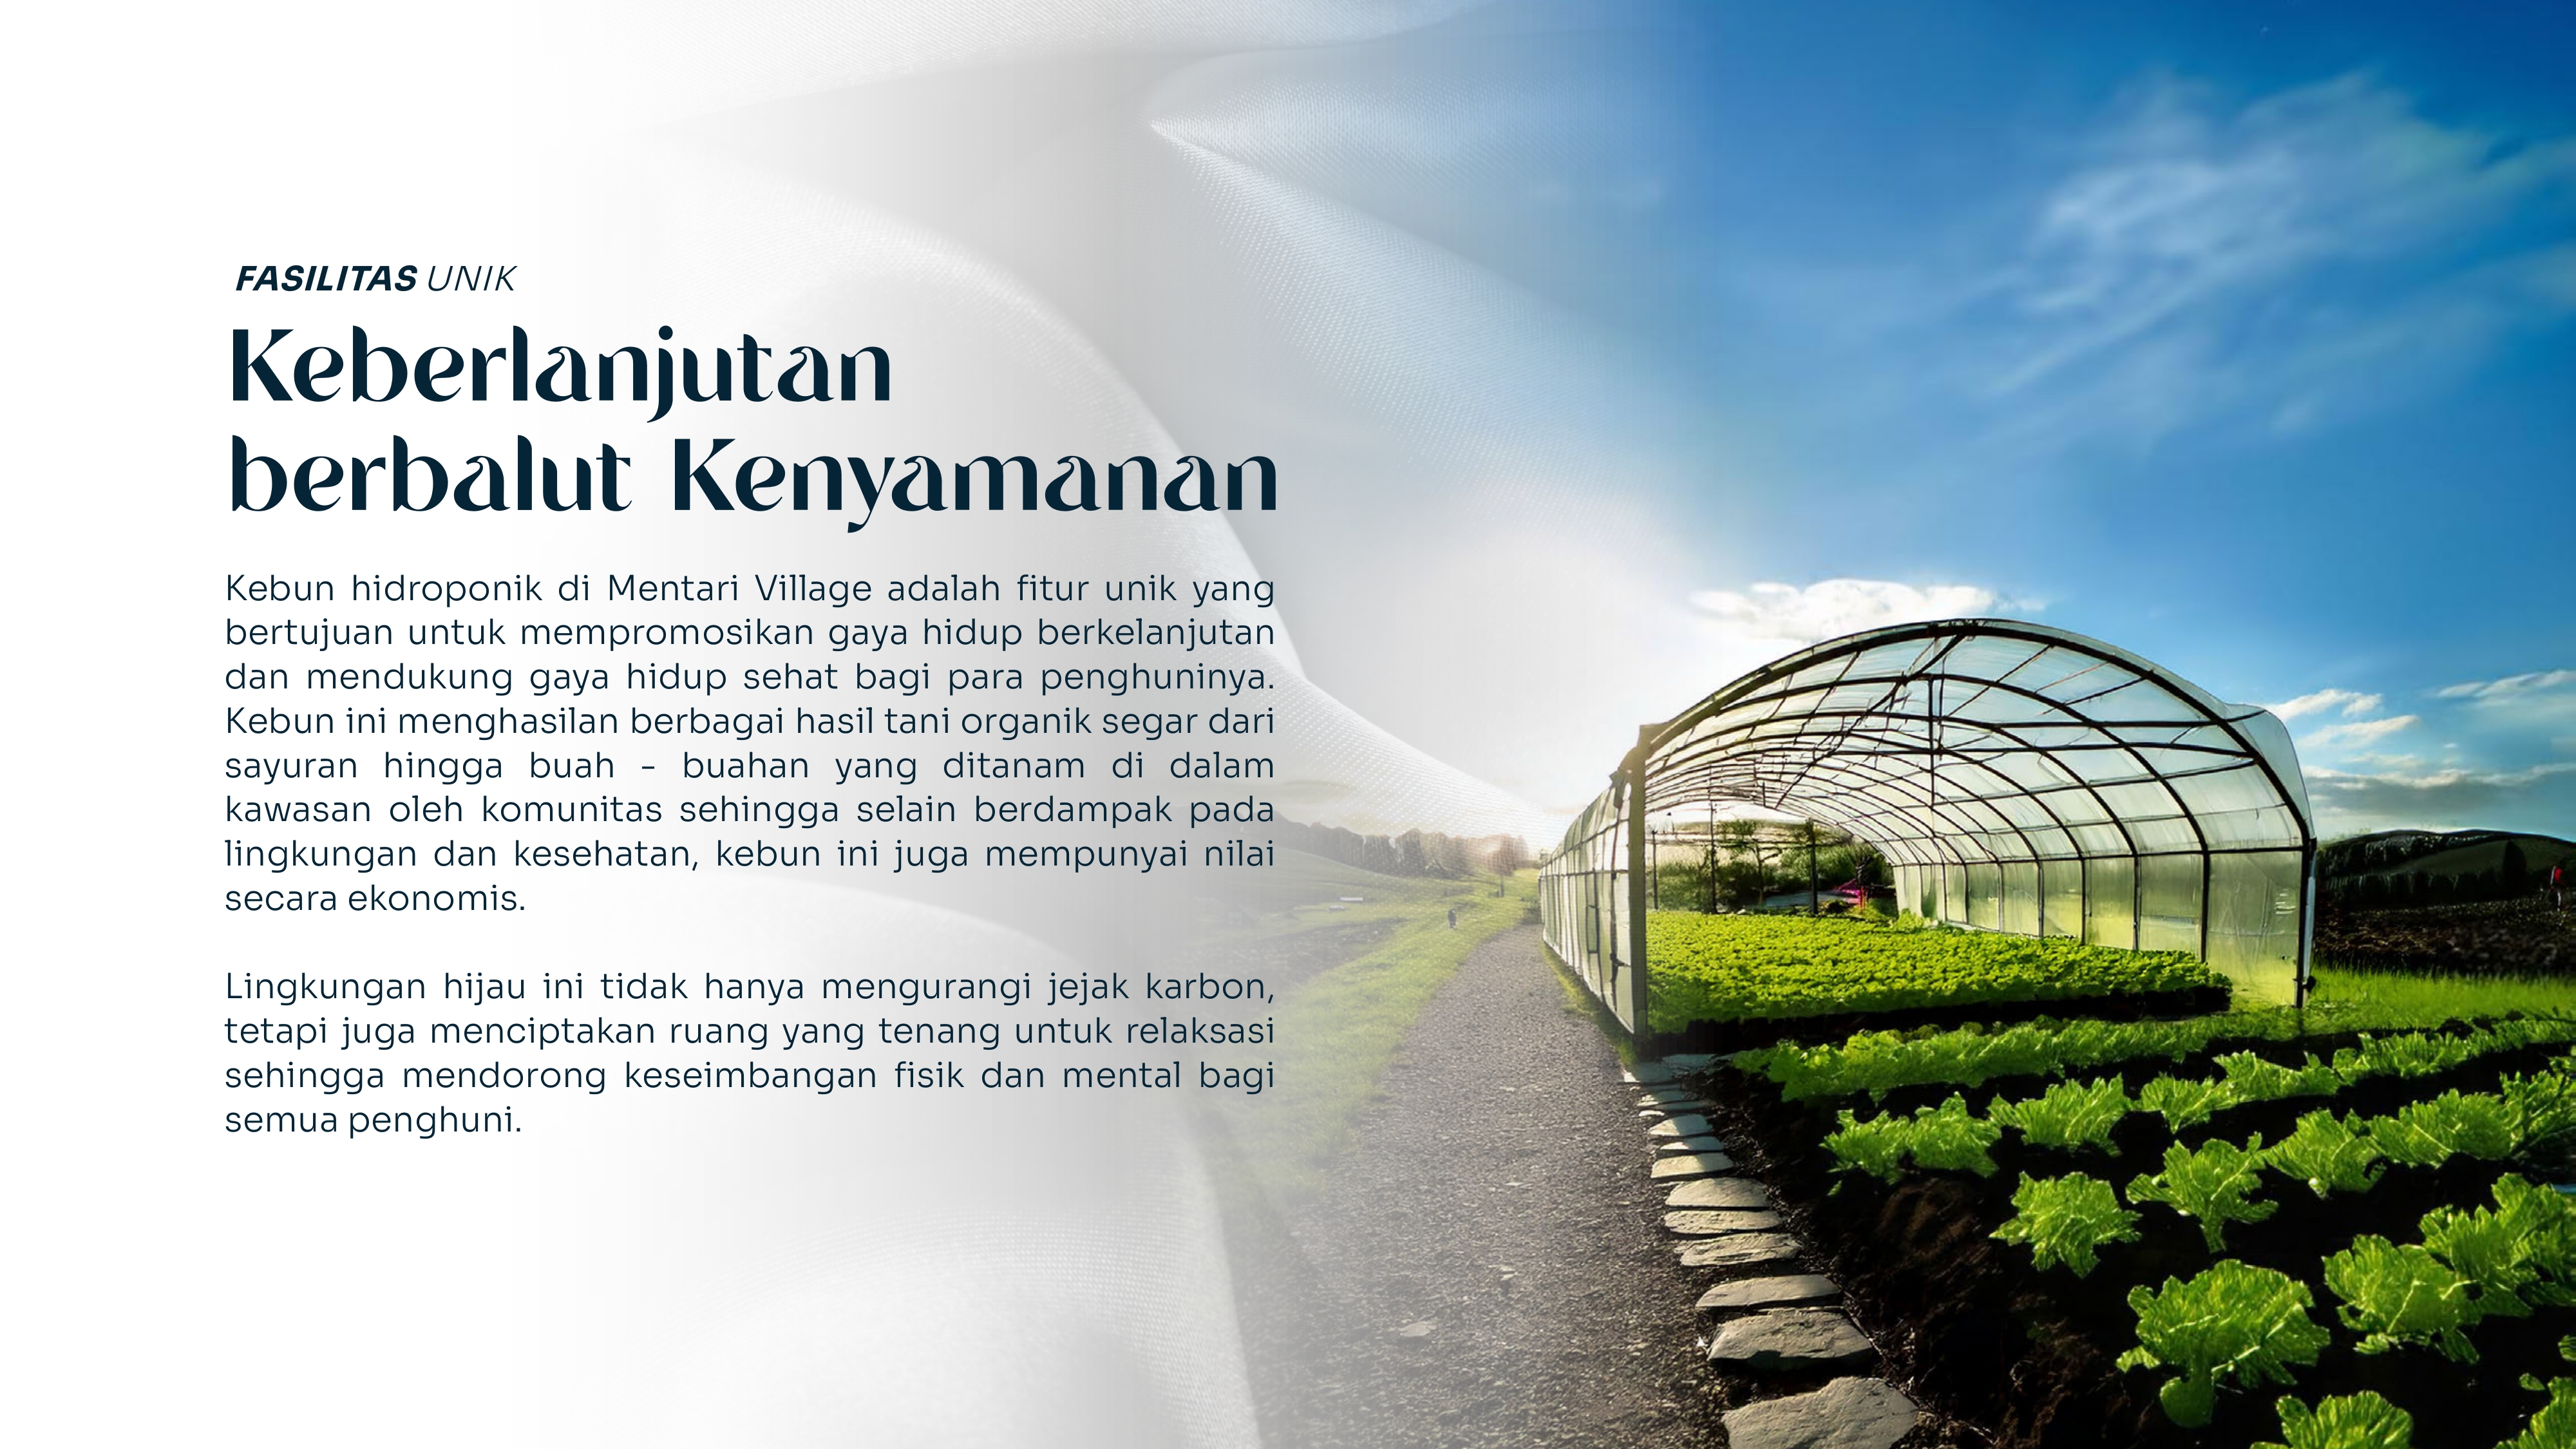 FASILITAS UNIK
Keberlanjutan
berbalut Kenyamanan
Kebun hidroponik di Mentari Village adalah fitur unik yang
bertujuan untuk mempromosikan gaya hidup berkelanjutan
dan mendukung gaya hidup sehat bagi para penghuninya.
Kebun ini menghasilan berbagai hasil tani organik segar dari
sayuran hingga buah - buahan yang ditanam di dalam
kawasan oleh komunitas sehingga selain berdampak pada
lingkungan dan kesehatan, kebun ini juga mempunyai nilai
secara ekonomis.
Lingkungan hijau ini tidak hanya mengurangi jejak karbon,
tetapi juga menciptakan ruang yang tenang untuk relaksasi
sehingga mendorong keseimbangan fisik dan mental bagi
semua penghuni.